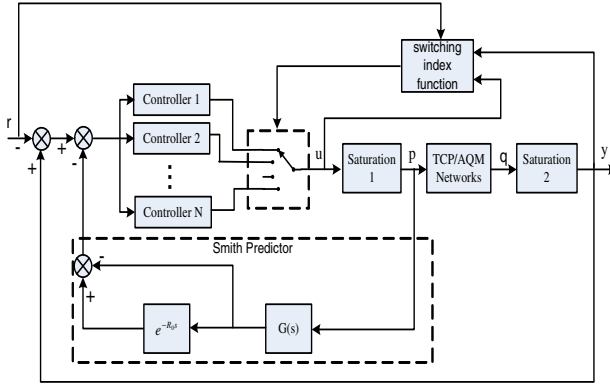 switching
index
function
r
-
+
+
-
Controller 1
Controller 2
⋮
Controller N
u
Saturation
1
p
TCP/AQM
Networks
q
Saturation
2
y
Smith Predictor
-
+
e^{-R_0 s}
G(s)